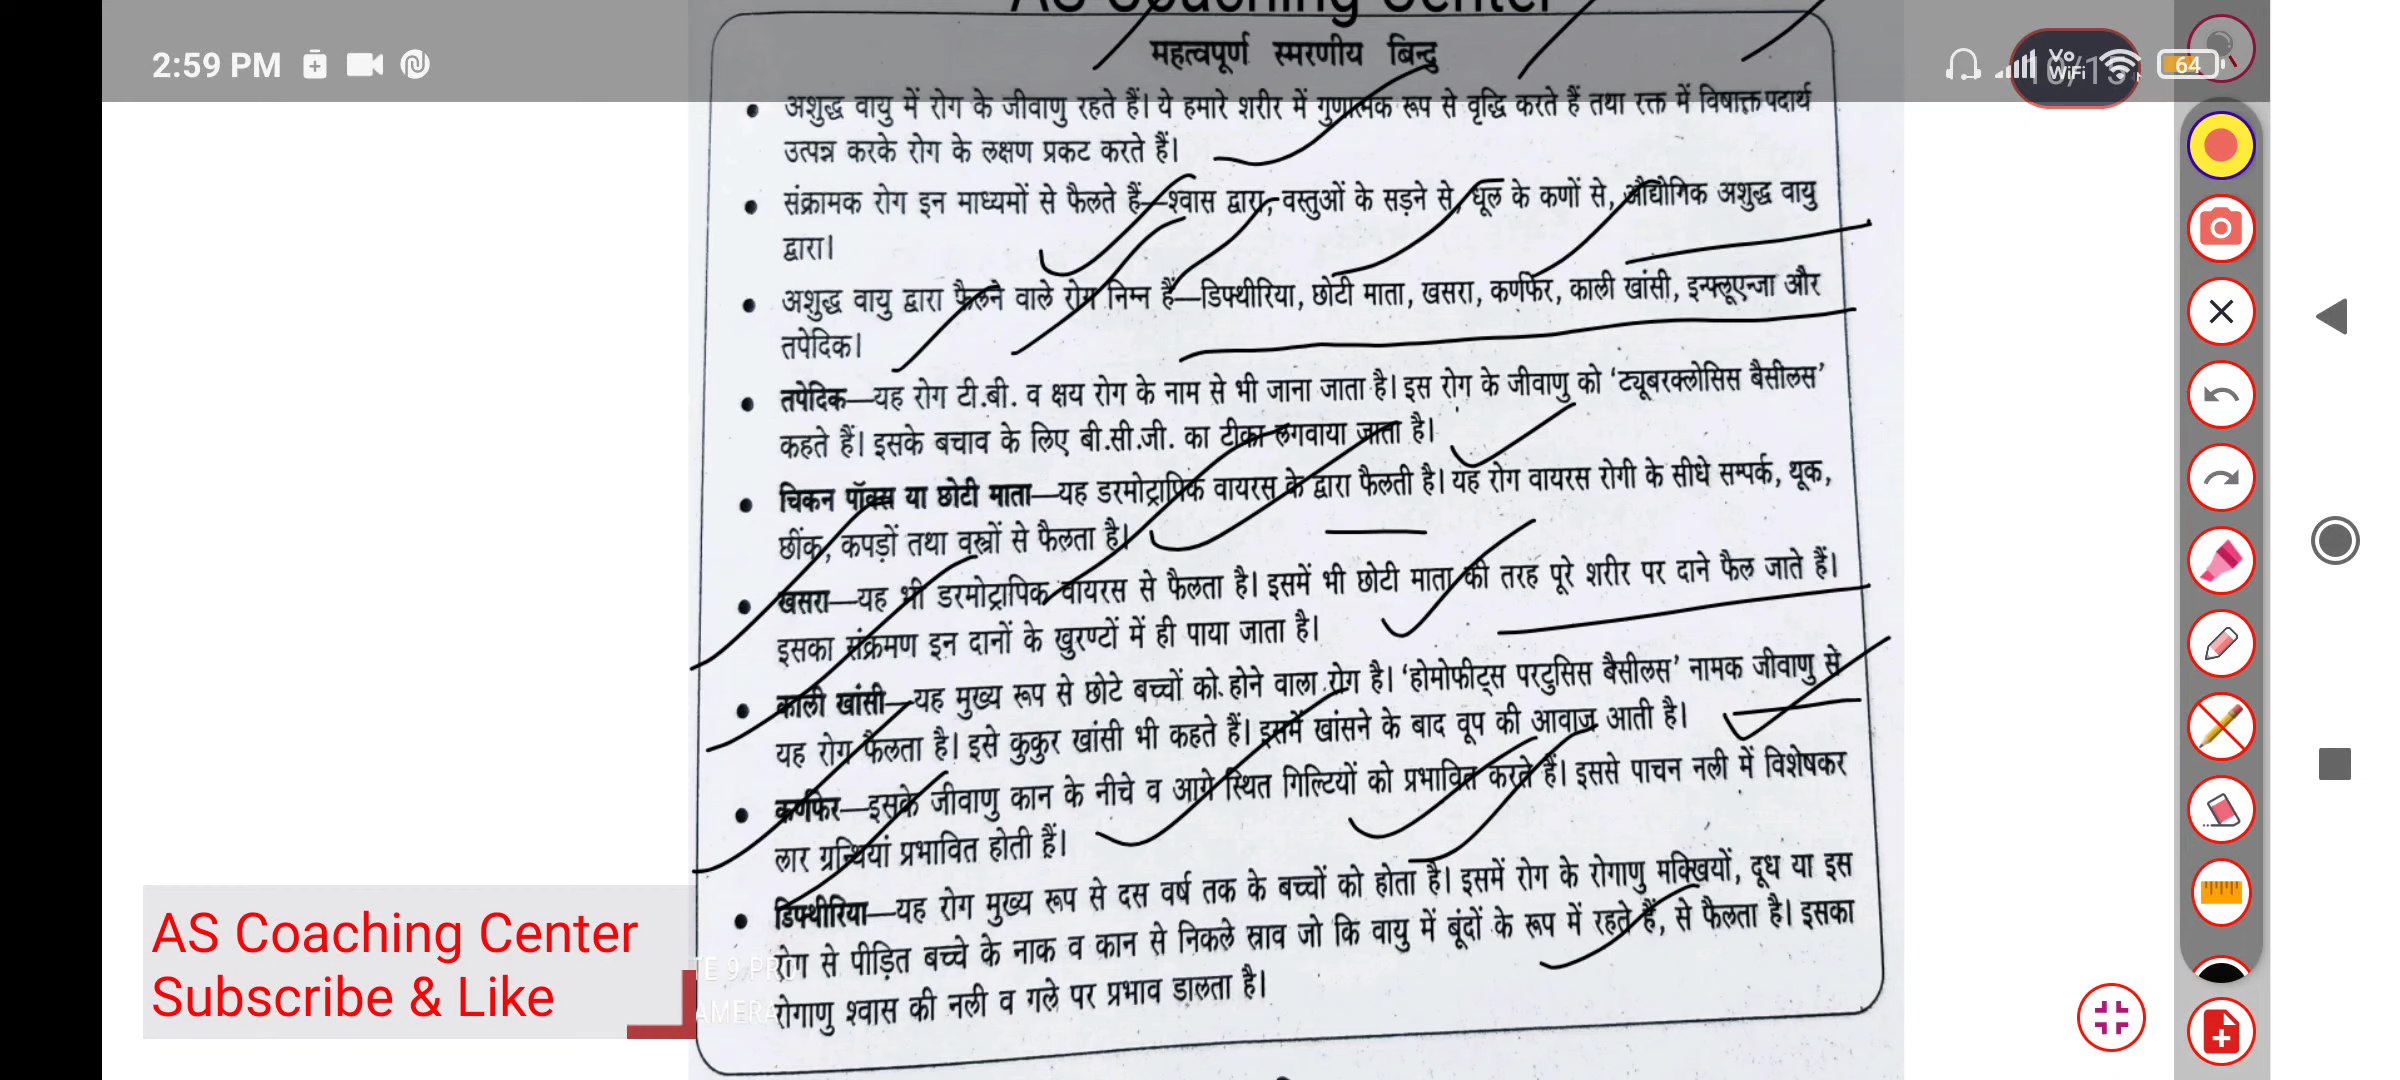 AS Coaching Center
2:59 PM
Vo
WiFi
64
महत्वपूर्ण स्मरणीय बिन्दु
• अशुद्ध वायु में रोग के जीवाणु रहते हैं। ये हमारे शरीर में गुणात्मक रूप से वृद्धि करते हैं तथा रक्त में विषाक्त पदार्थ
उत्पन्न करके रोग के लक्षण प्रकट करते हैं।
• संक्रामक रोग इन माध्यमों से फैलते हैं—श्वास द्वारा, वस्तुओं के सड़ने से, धूल के कणों से, औद्योगिक अशुद्ध वायु
द्वारा।
• अशुद्ध वायु द्वारा फैलने वाले रोग निम्न हैं—डिफ्थीरिया, छोटी माता, खसरा, कर्णफिर, काली खांसी, इन्फ्लूएन्जा और
तपेदिक।
• तपेदिक—यह रोग टी.बी. व क्षय रोग के नाम से भी जाना जाता है। इस रोग के जीवाणु को ‘ट्यूबरक्लोसिस बैसीलस’
कहते हैं। इसके बचाव के लिए बी.सी.जी. का टीका लगवाया जाता है।
• चिकन पॉक्स या छोटी माता—यह डरमोट्रापिक वायरस के द्वारा फैलती है। यह रोग वायरस रोगी के सीधे सम्पर्क, थूक,
छींक, कपड़ों तथा वस्त्रों से फैलता है।
• खसरा—यह भी डरमोट्रापिक वायरस से फैलता है। इसमें भी छोटी माता की तरह पूरे शरीर पर दाने फैल जाते हैं।
इसका संक्रमण इन दानों के खुरण्टों में ही पाया जाता है।
• काली खांसी—यह मुख्य रूप से छोटे बच्चों को होने वाला रोग है। ‘होमोफीट्स परटुसिस बैसीलस’ नामक जीवाणु से
यह रोग फैलता है। इसे कुकुर खांसी भी कहते हैं। इसमें खांसने के बाद वूप की आवाज आती है।
• कर्णफिर—इसके जीवाणु कान के नीचे व आगे स्थित गिल्टियों को प्रभावित करते हैं। इससे पाचन नली में विशेषकर
लार ग्रन्थियां प्रभावित होती हैं।
• डिफ्थीरिया—यह रोग मुख्य रूप से दस वर्ष तक के बच्चों को होता है। इसमें रोग के रोगाणु मक्खियों, दूध या इस
रोग से पीड़ित बच्चे के नाक व कान से निकले स्राव जो कि वायु में बूंदों के रूप में रहते हैं, से फैलता है। इसका
रोगाणु श्वास की नली व गले पर प्रभाव डालता है।
AS Coaching Center
Subscribe & Like